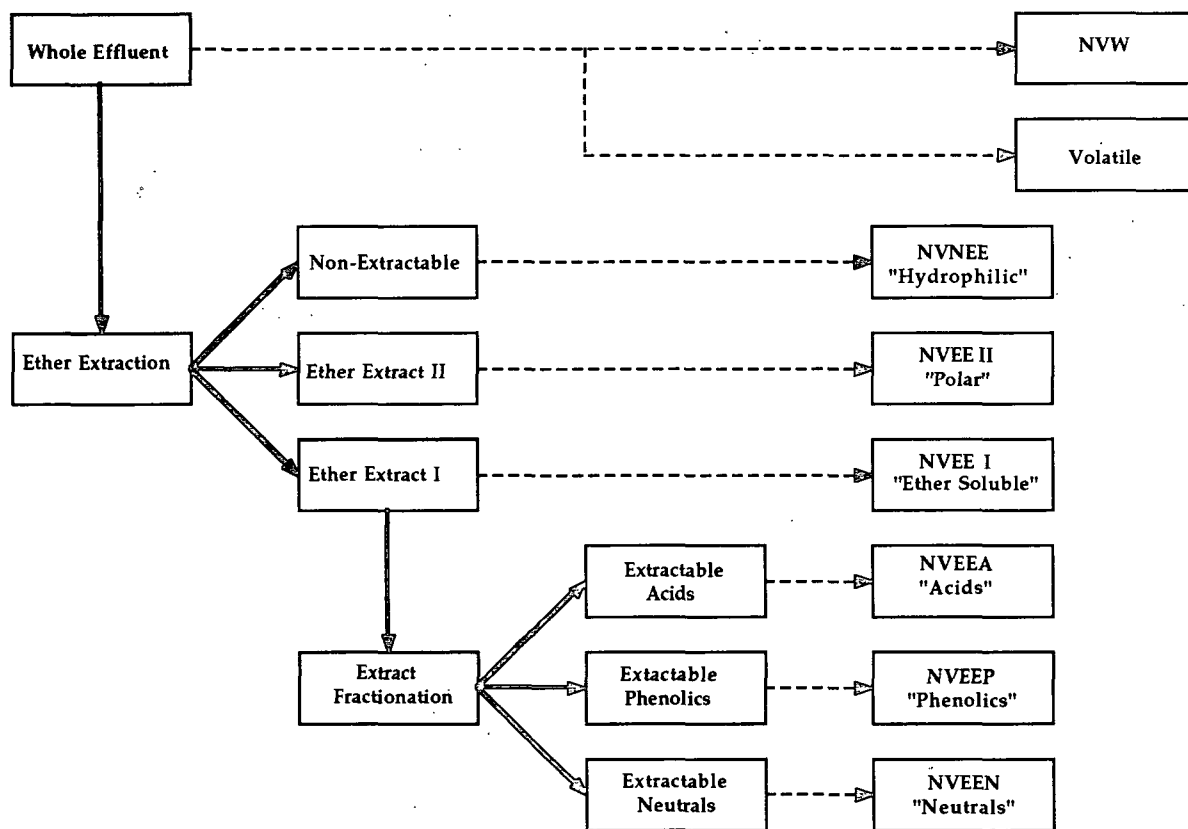 Whole Effluent
NVW
Volatile
Non-Extractable
NVNEE
"Hydrophilic"
Ether Extraction
Ether Extract II
NVEE II
"Polar"
Ether Extract I
NVEE I
"Ether Soluble"
Extractable
Acids
NVEEA
"Acids"
Extract
Fractionation
Extactable
Phenolics
NVEEP
"Phenolics"
Extractable
Neutrals
NVEEN
"Neutrals"